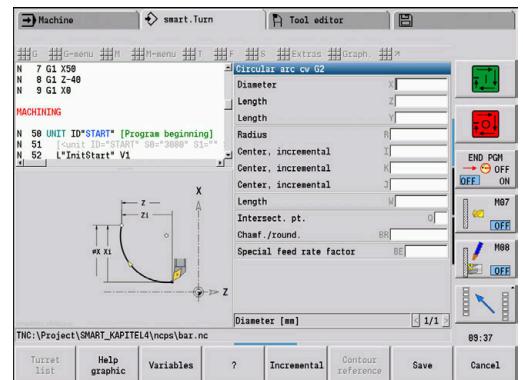 Machine
smart.Turn
Tool editor
G G-menu M M-menu T F S Extras Graph.
N 7 G1 X50
N 8 G1 Z-40
N 9 G1 X0
MACHINING
N 50 UNIT ID"START" [Program beginning]
N 51 [<unit ID="START" S0="3000" S1=""
N 52 L"InitStart" V1
Circular arc cw G2
Diameter X
Length Z
Length Y
Radius R
Center, incremental I
Center, incremental K
Center, incremental J
Length W
Intersect. pt. Q
Chamf./round. BR
Special feed rate factor BE
Diameter [mm] 1/1
X
Z
Zi
øX Xi
Z
TNC:\Project\SMART_KAPITEL4\ncps\bar.nc
END PGM
OFF
OFF ON
M07
OFF
M08
OFF
09:37
Turret list
Help graphic
Variables
?
Incremental
Contour reference
Save
Cancel